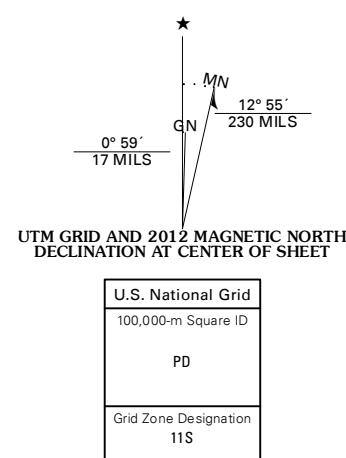 ★
MN
GN
12° 55´
230 MILS
0° 59´
17 MILS
UTM GRID AND 2012 MAGNETIC NORTH
DECLINATION AT CENTER OF SHEET
U.S. National Grid
100,000-m Square ID
PD
Grid Zone Designation
11S